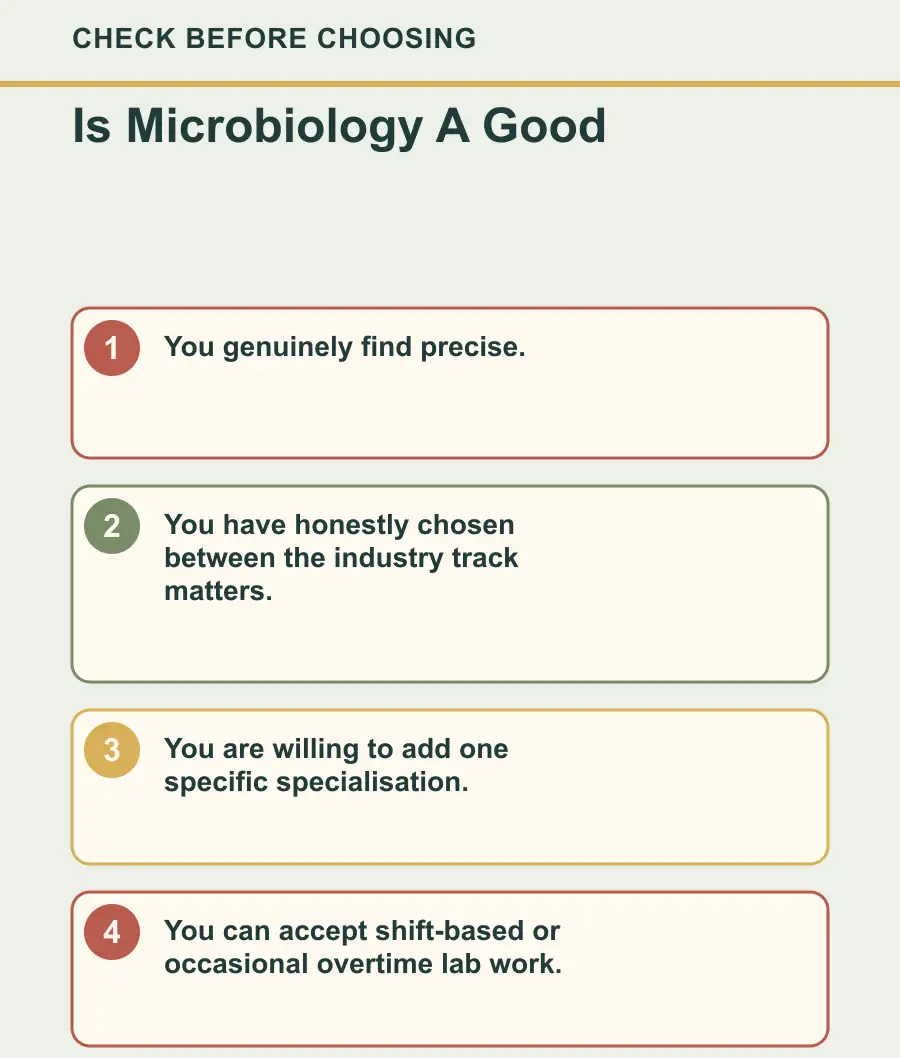 CHECK BEFORE CHOOSING
Is Microbiology A Good
1
You genuinely find precise.
2
You have honestly chosen
between the industry track
matters.
3
You are willing to add one
specific specialisation.
4
You can accept shift-based or
occasional overtime lab work.